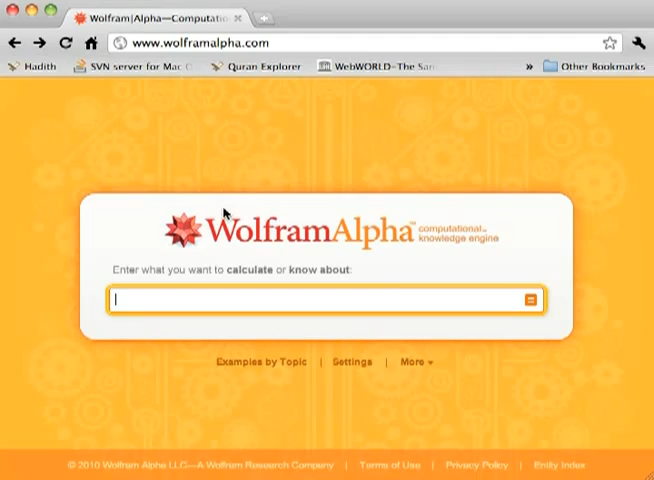 Wolfram|Alpha—Computatio
www.wolframalpha.com
Hadith SVN server for Mac Quran Explorer WebWORLD-The San » Other Bookmarks
WolframAlpha™ computational™ knowledge engine
Enter what you want to calculate or know about:
Examples by Topic | Settings | More
© 2010 Wolfram Alpha LLC—A Wolfram Research Company | Terms of Use | Privacy Policy | Entity Index